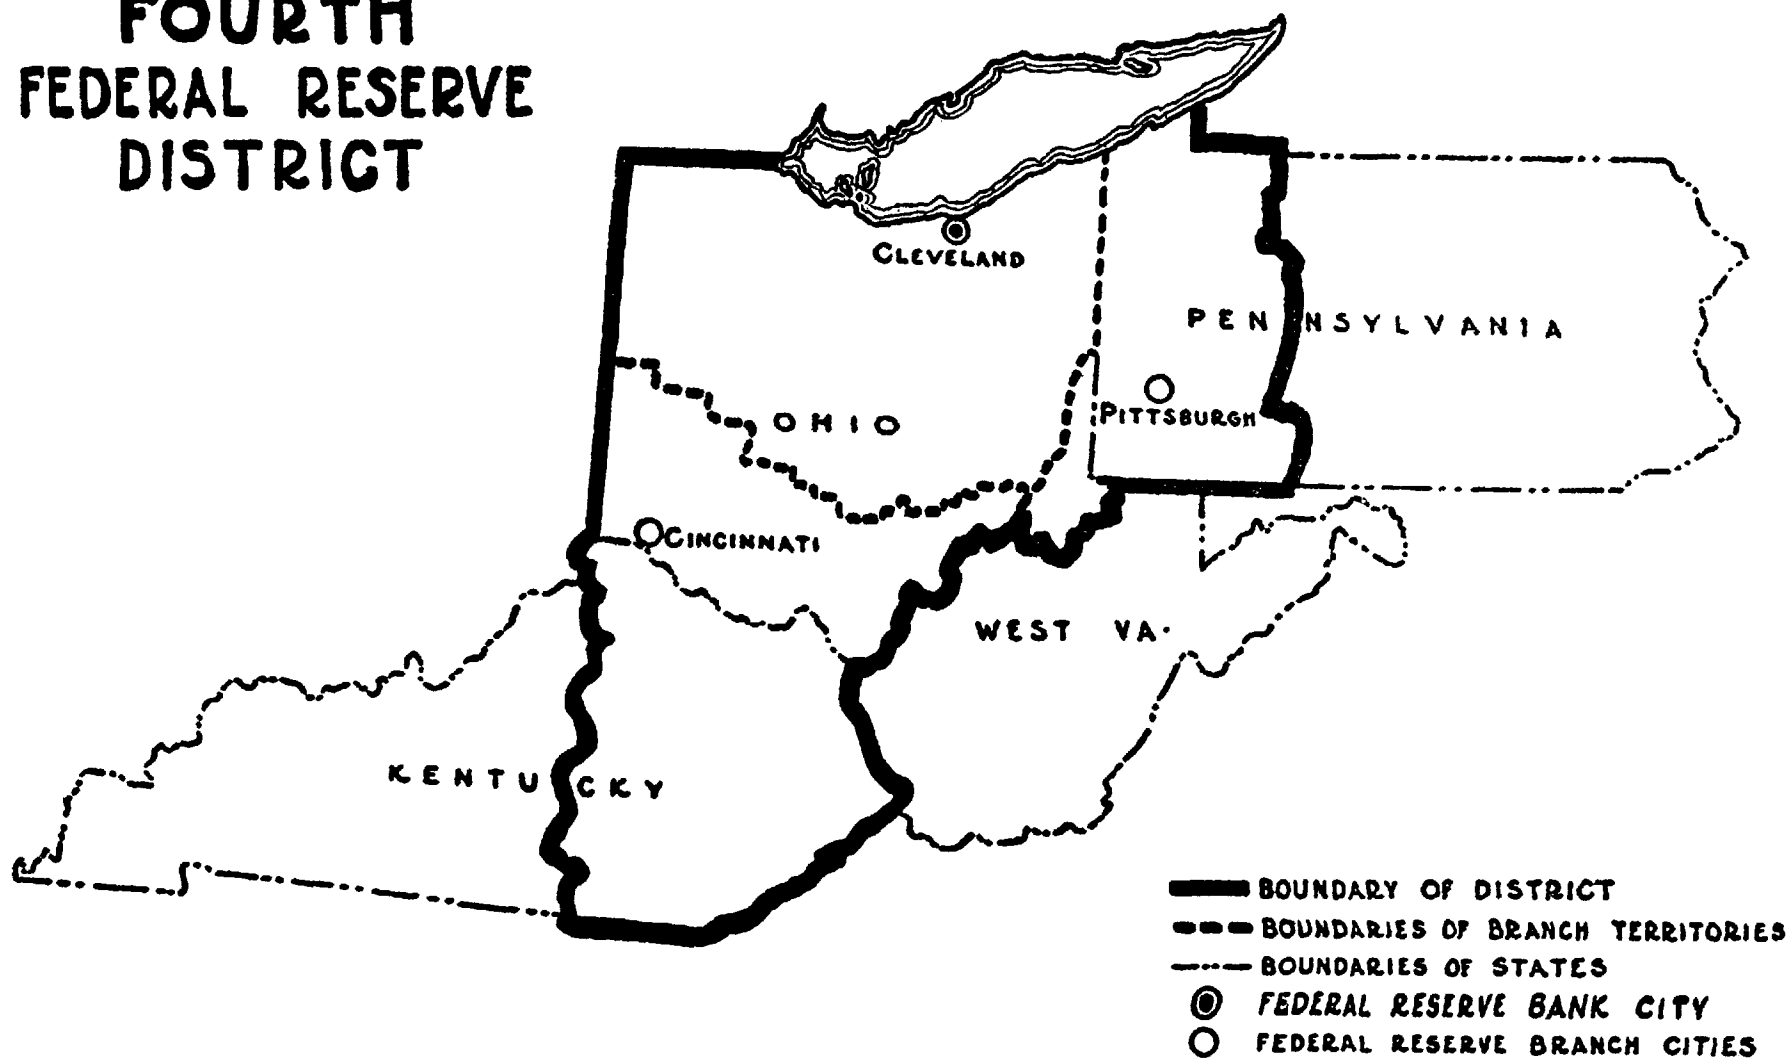 FOURTH
FEDERAL RESERVE
DISTRICT
CLEVELAND
PENNSYLVANIA
OHIO
PITTSBURGH
CINCINNATI
WEST VA.
KENTUCKY
BOUNDARY OF DISTRICT
BOUNDARIES OF BRANCH TERRITORIES
BOUNDARIES OF STATES
FEDERAL RESERVE BANK CITY
FEDERAL RESERVE BRANCH CITIES